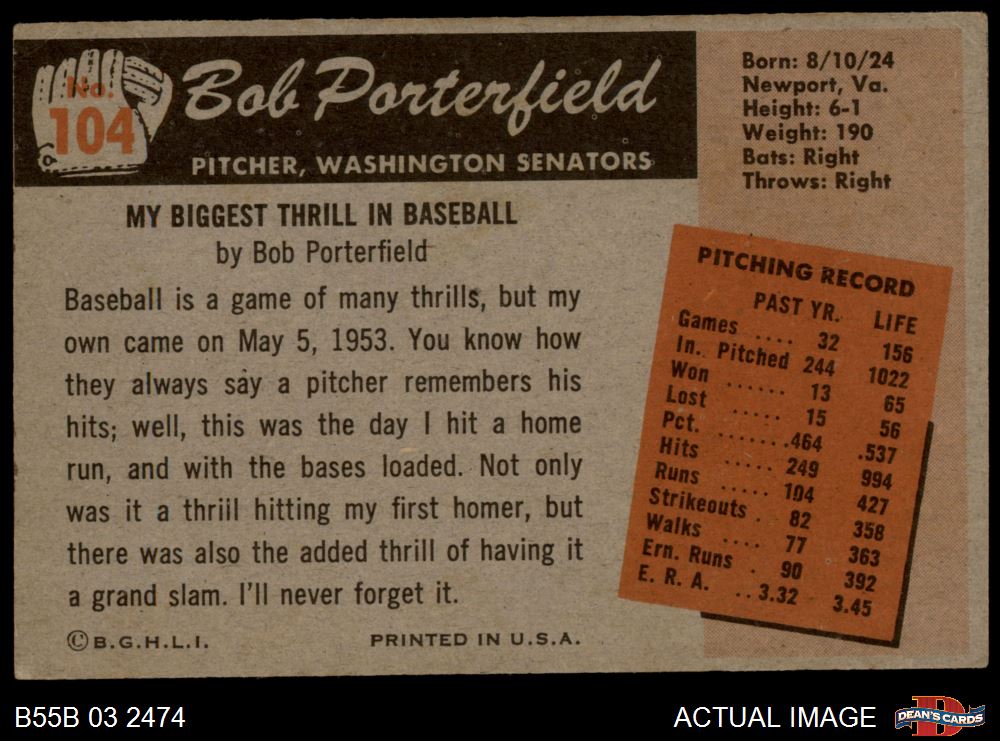 No.
104
Bob Porterfield
PITCHER, WASHINGTON SENATORS
Born: 8/10/24
Newport, Va.
Height: 6-1
Weight: 190
Bats: Right
Throws: Right
MY BIGGEST THRILL IN BASEBALL
by Bob Porterfield
Baseball is a game of many thrills, but my
own came on May 5, 1953. You know how
they always say a pitcher remembers his
hits; well, this was the day I hit a home
run, and with the bases loaded. Not only
was it a thrill hitting my first homer, but
there was also the added thrill of having it
a grand slam. I'll never forget it.
PITCHING RECORD
PAST YR. LIFE
Games .... 32 156
In. Pitched 244 1022
Won ...... 13 65
Lost ..... 15 56
Pct. .......464 .537
Hits ..... 249 994
Runs ..... 104 427
Strikeouts . 82 358
Walks .... 77 363
Ern. Runs . 90 392
E. R. A. ..3.32 3.45
© B.G.H.L.I. PRINTED IN U.S.A.
B55B 03 2474
ACTUAL IMAGE
D
DEAN'S CARDS